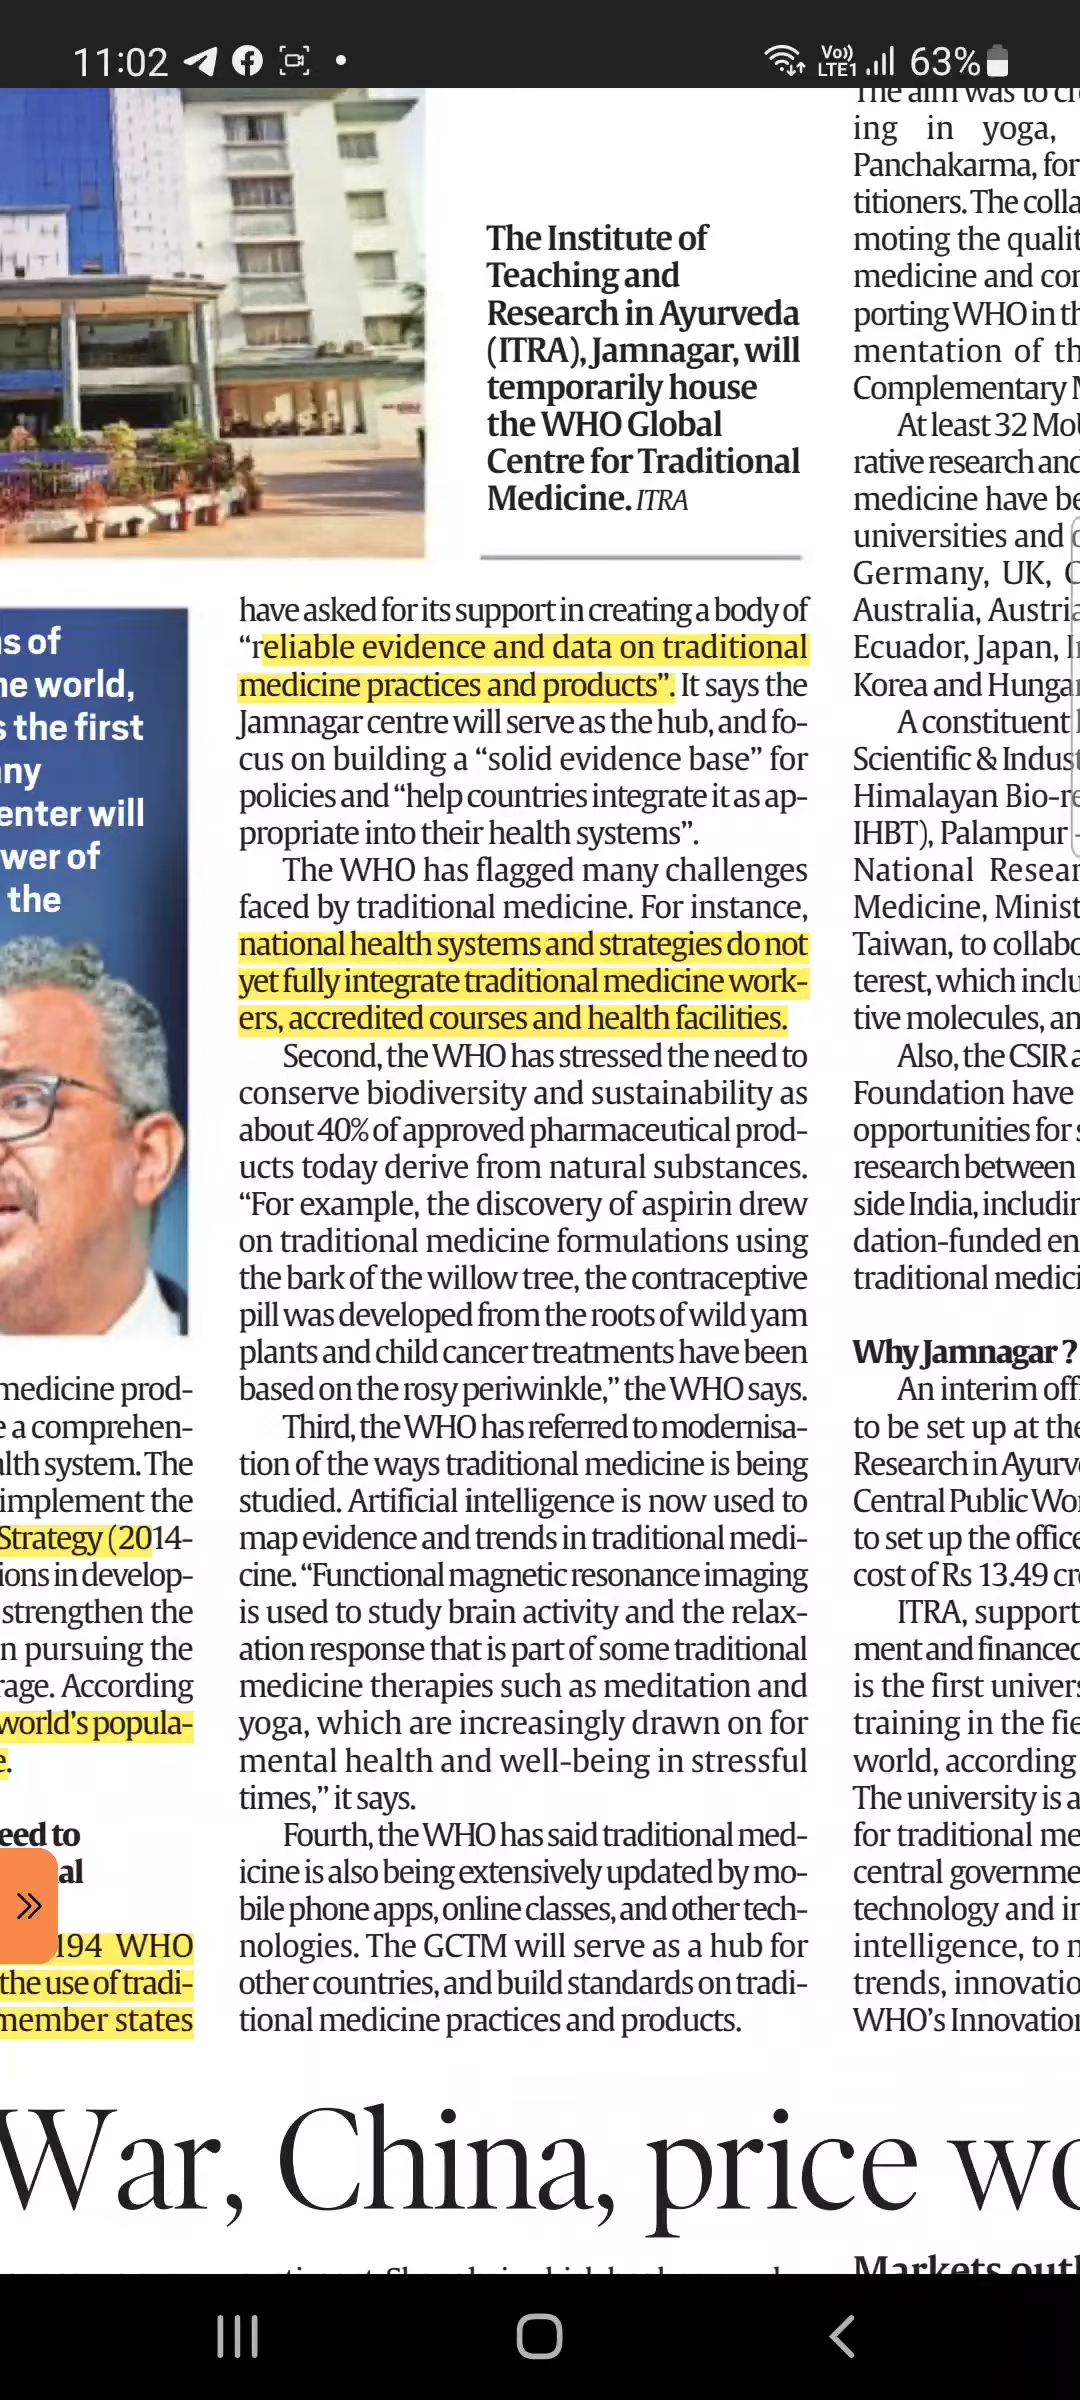 11:02
Vo))
LTE1
63%
The Institute of
Teaching and
Research in Ayurveda
(ITRA), Jamnagar, will
temporarily house
the WHO Global
Centre for Traditional
Medicine. ITRA
of
world,
the first
enter will
wer of
the
medicine prod-
a comprehen-
system. The
implement the
Strategy (2014-
ions in develop-
strengthen the
n pursuing the
rage. According
world's popula-
e.
eed to
al
194 WHO
the use of tradi-
member states
have asked for its support in creating a body of
“reliable evidence and data on traditional
medicine practices and products”. It says the
Jamnagar centre will serve as the hub, and fo-
cus on building a “solid evidence base” for
policies and “help countries integrate it as ap-
propriate into their health systems”.
The WHO has flagged many challenges
faced by traditional medicine. For instance,
national health systems and strategies do not
yet fully integrate traditional medicine work-
ers, accredited courses and health facilities.
Second, the WHO has stressed the need to
conserve biodiversity and sustainability as
about 40% of approved pharmaceutical prod-
ucts today derive from natural substances.
“For example, the discovery of aspirin drew
on traditional medicine formulations using
the bark of the willow tree, the contraceptive
pill was developed from the roots of wild yam
plants and child cancer treatments have been
based on the rosy periwinkle,” the WHO says.
Third, the WHO has referred to modernisa-
tion of the ways traditional medicine is being
studied. Artificial intelligence is now used to
map evidence and trends in traditional medi-
cine. “Functional magnetic resonance imaging
is used to study brain activity and the relax-
ation response that is part of some traditional
medicine therapies such as meditation and
yoga, which are increasingly drawn on for
mental health and well-being in stressful
times,” it says.
Fourth, the WHO has said traditional med-
icine is also being extensively updated by mo-
bile phone apps, online classes, and other tech-
nologies. The GCTM will serve as a hub for
other countries, and build standards on tradi-
tional medicine practices and products.
The aim was to cre
ing in yoga,
Panchakarma, for
titioners. The colla
moting the qualit
medicine and con
porting WHO in th
mentation of th
Complementary M
At least 32 MoU
rative research and
medicine have be
universities and
Germany, UK, C
Australia, Austria
Ecuador, Japan, In
Korea and Hungar
A constituent
Scientific & Indust
Himalayan Bio-re
IHBT), Palampur
National Resear
Medicine, Minist
Taiwan, to collabo
terest, which inclu
tive molecules, an
Also, the CSIR a
Foundation have
opportunities for s
research between
side India, includin
dation-funded en
traditional medici
Why Jamnagar?
An interim offi
to be set up at the
Research in Ayurve
Central Public Wor
to set up the office
cost of Rs 13.49 cr
ITRA, support
ment and financed
is the first univers
training in the fie
world, according
The university is a
for traditional me
central governme
technology and in
intelligence, to m
trends, innovatio
WHO's Innovation
War, China, price wo
Markets outl